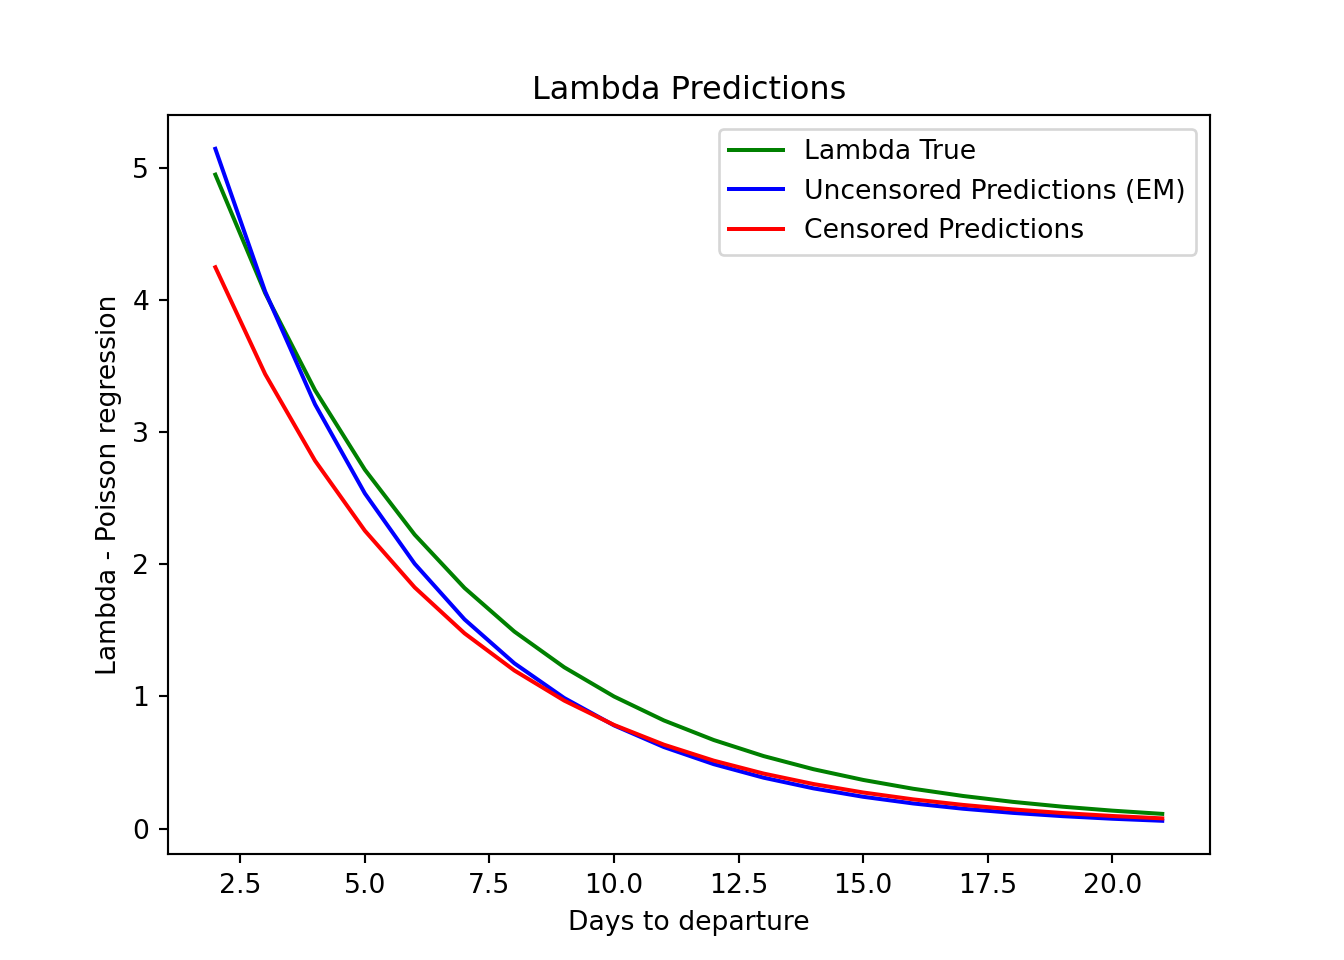 Lambda Predictions
Lambda True
Uncensored Predictions (EM)
Censored Predictions
Lambda - Poisson regression
5
4
3
2
1
0
2.5 5.0 7.5 10.0 12.5 15.0 17.5 20.0
Days to departure